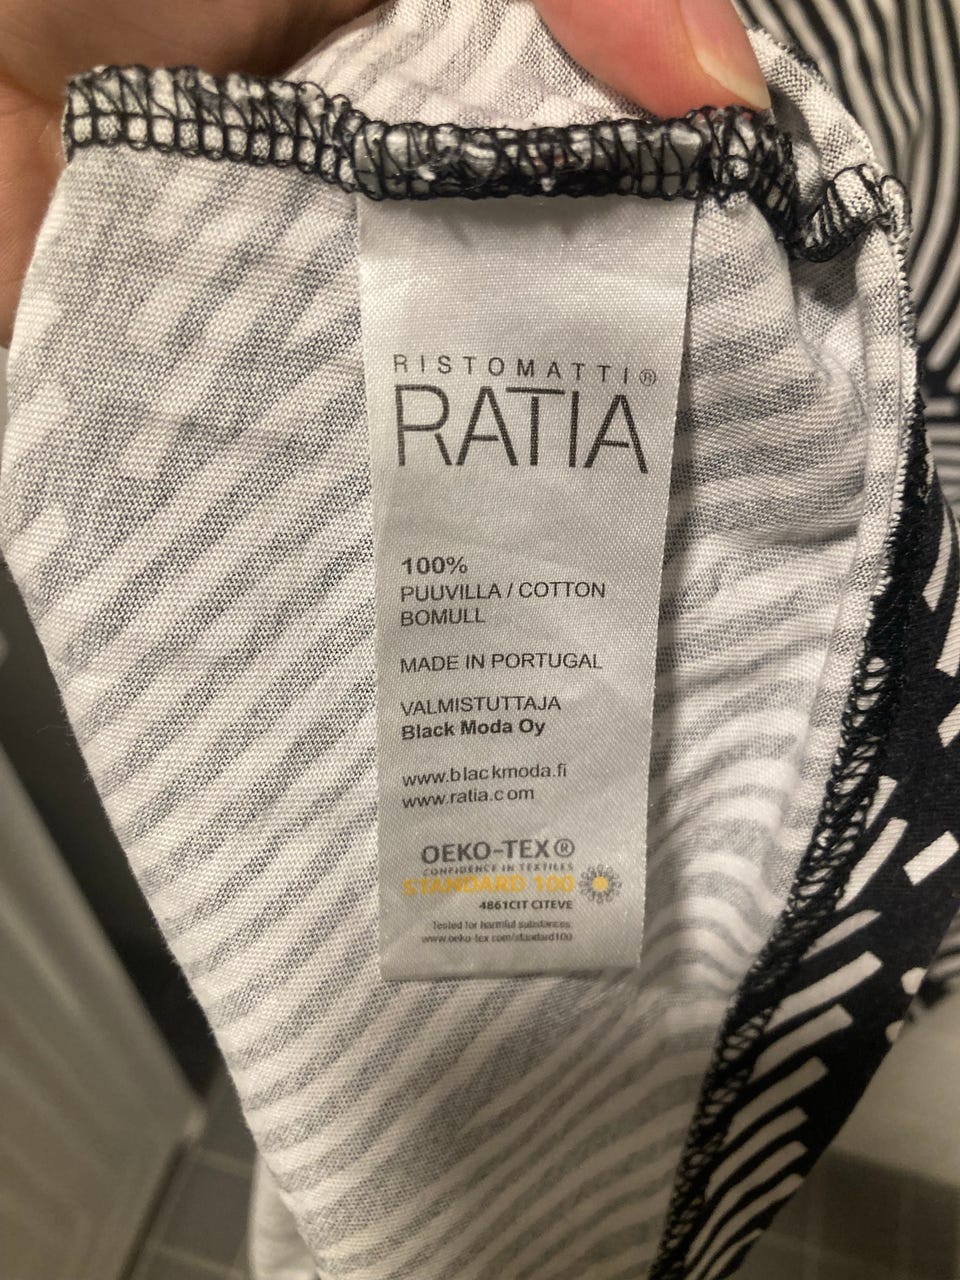 RISTOMATTI®
RATIA
100%
PUUVILLA / COTTON
BOMULL
MADE IN PORTUGAL
VALMISTUTTAJA
Black Moda Oy
www.blackmoda.fi
www.ratia.com
OEKO-TEX®
CONFIDENCE IN TEXTILES
STANDARD 100
4861CIT CITEVE
Tested for harmful substances.
www.oeko-tex.com/standard100